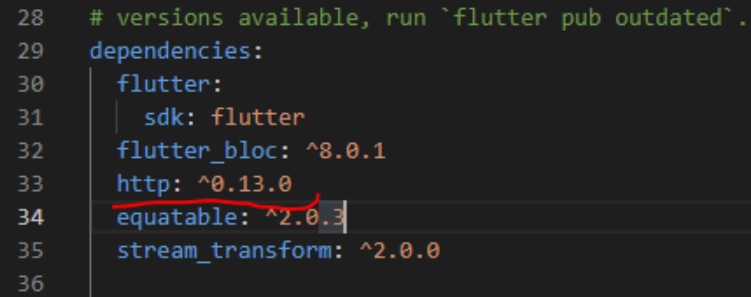 28 # versions available, run `flutter pub outdated`.
29 dependencies:
30 flutter:
31 sdk: flutter
32 flutter_bloc: ^8.0.1
33 http: ^0.13.0
34 equatable: ^2.0.3
35 stream_transform: ^2.0.0
36